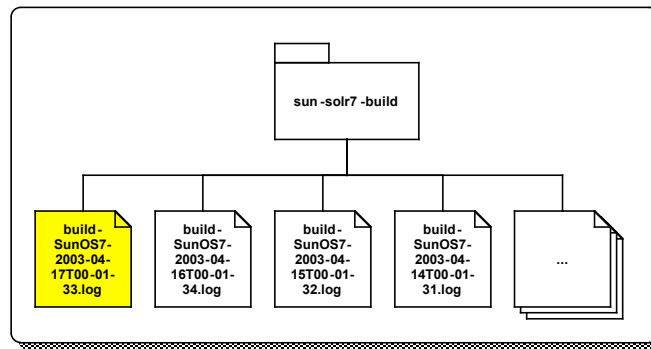 sun -solr7 -build
build-
SunOS7-
2003-04-
17T00-01-
33.log
build-
SunOS7-
2003-04-
16T00-01-
34.log
build-
SunOS7-
2003-04-
15T00-01-
32.log
build-
SunOS7-
2003-04-
14T00-01-
31.log
...